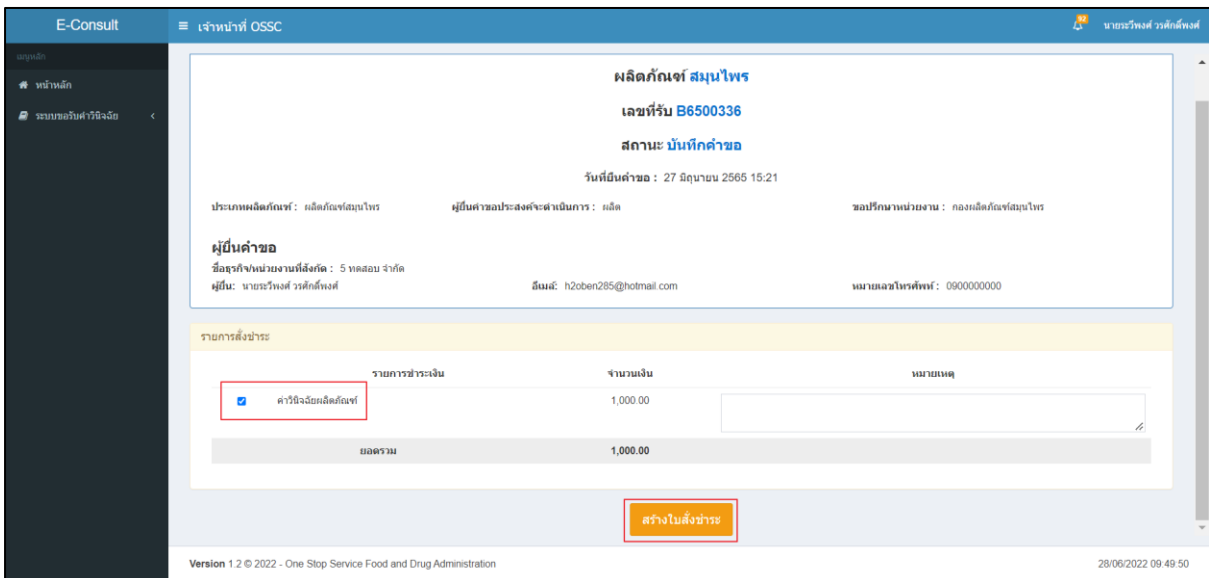 E-Consult
≡ เจ้าหน้าที่ OSSC
92
นายระวีพงศ์ วรศักดิ์พงศ์
เมนูหลัก
หน้าหลัก
ระบบขอรับคำวินิจฉัย
ผลิตภัณฑ์ สมุนไพร
เลขที่รับ B6500336
สถานะ บันทึกคำขอ
วันที่ยื่นคำขอ : 27 มิถุนายน 2565 15:21
ประเภทผลิตภัณฑ์ : ผลิตภัณฑ์สมุนไพร ผู้ยื่นคำขอประสงค์จะดำเนินการ : ผลิต ขอปรึกษาหน่วยงาน : กองผลิตภัณฑ์สมุนไพร
ผู้ยื่นคำขอ
ชื่อธุรกิจ/หน่วยงานที่สังกัด : 5 ทดสอบ จำกัด
ผู้ยื่น: นายระวีพงศ์ วรศักดิ์พงศ์ อีเมล์: h2oben285@hotmail.com หมายเลขโทรศัพท์ : 0900000000
รายการสั่งชำระ
รายการชำระเงิน จำนวนเงิน หมายเหตุ
ค่าวินิจฉัยผลิตภัณฑ์ 1,000.00
ยอดรวม 1,000.00
สร้างใบสั่งชำระ
Version 1.2 © 2022 - One Stop Service Food and Drug Administration 28/06/2022 09:49:50